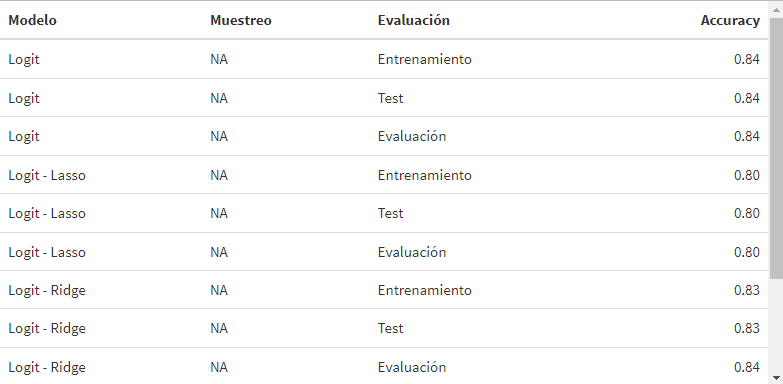 Modelo Muestreo Evaluación Accuracy
Logit NA Entrenamiento 0.84
Logit NA Test 0.84
Logit NA Evaluación 0.84
Logit - Lasso NA Entrenamiento 0.80
Logit - Lasso NA Test 0.80
Logit - Lasso NA Evaluación 0.80
Logit - Ridge NA Entrenamiento 0.83
Logit - Ridge NA Test 0.83
Logit - Ridge NA Evaluación 0.84